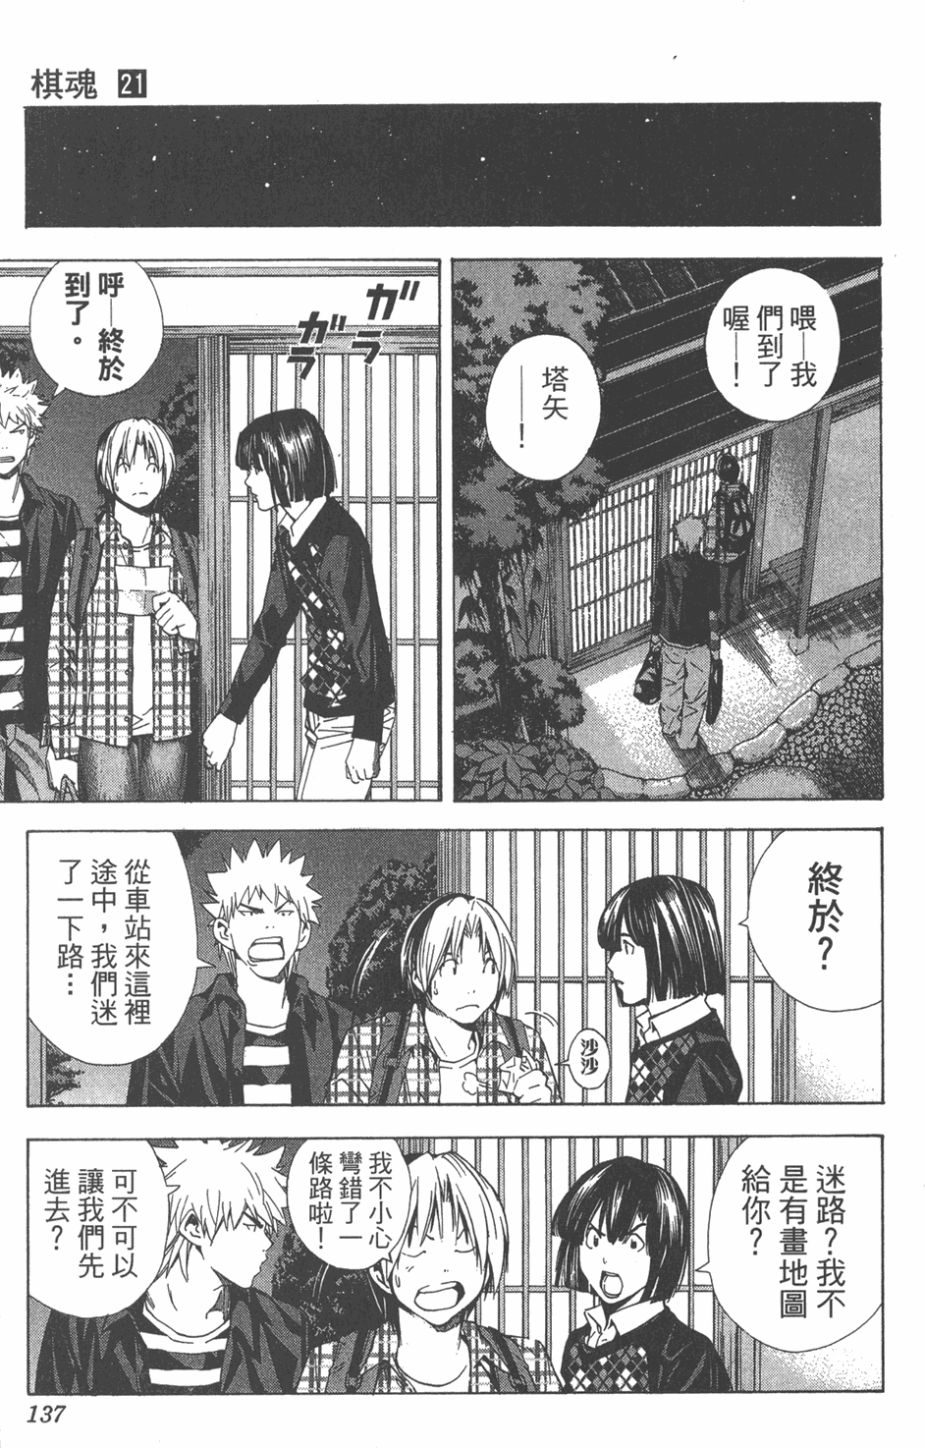 棋魂 21
喂─我
們到了
喔──！
塔矢
──！
ガラ
ガラ
呼─終於
到了。
終於？
沙沙
從車站來這裡
途中，我們迷
了一下路…
迷路？我不
是有畫地圖
給你？
我不小心
彎錯了一
條路啦！
可不可以
讓我們先
進去？
137